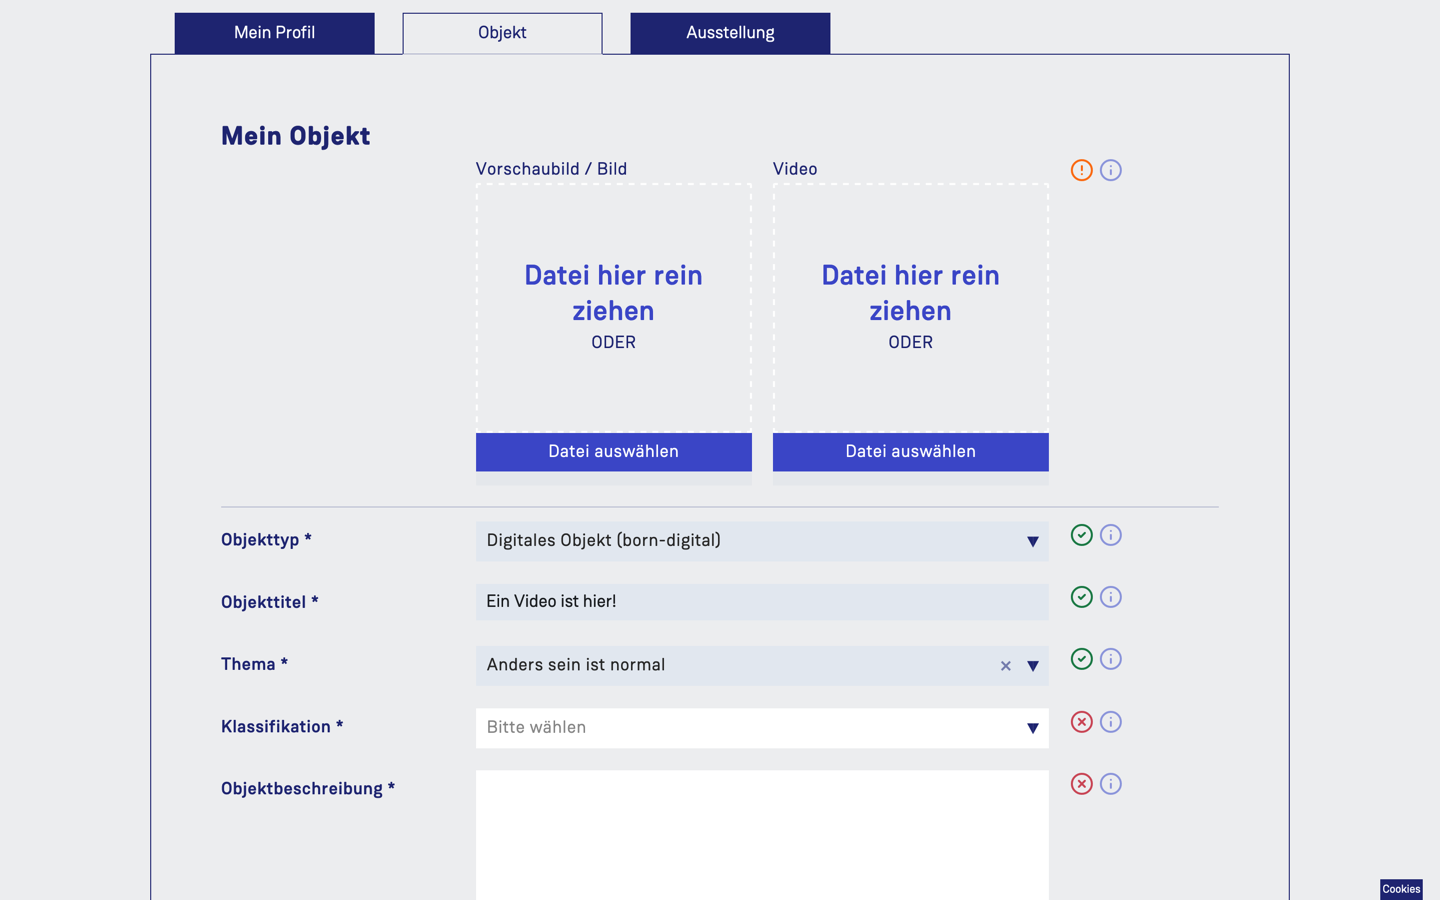 Mein Profil
Objekt
Ausstellung
Mein Objekt
Vorschaubild / Bild
Video
Datei hier rein
ziehen
ODER
Datei auswählen
Datei hier rein
ziehen
ODER
Datei auswählen
Objekttyp *
Digitales Objekt (born-digital)
Objekttitel *
Ein Video ist hier!
Thema *
Anders sein ist normal
Klassifikation *
Bitte wählen
Objektbeschreibung *
Cookies